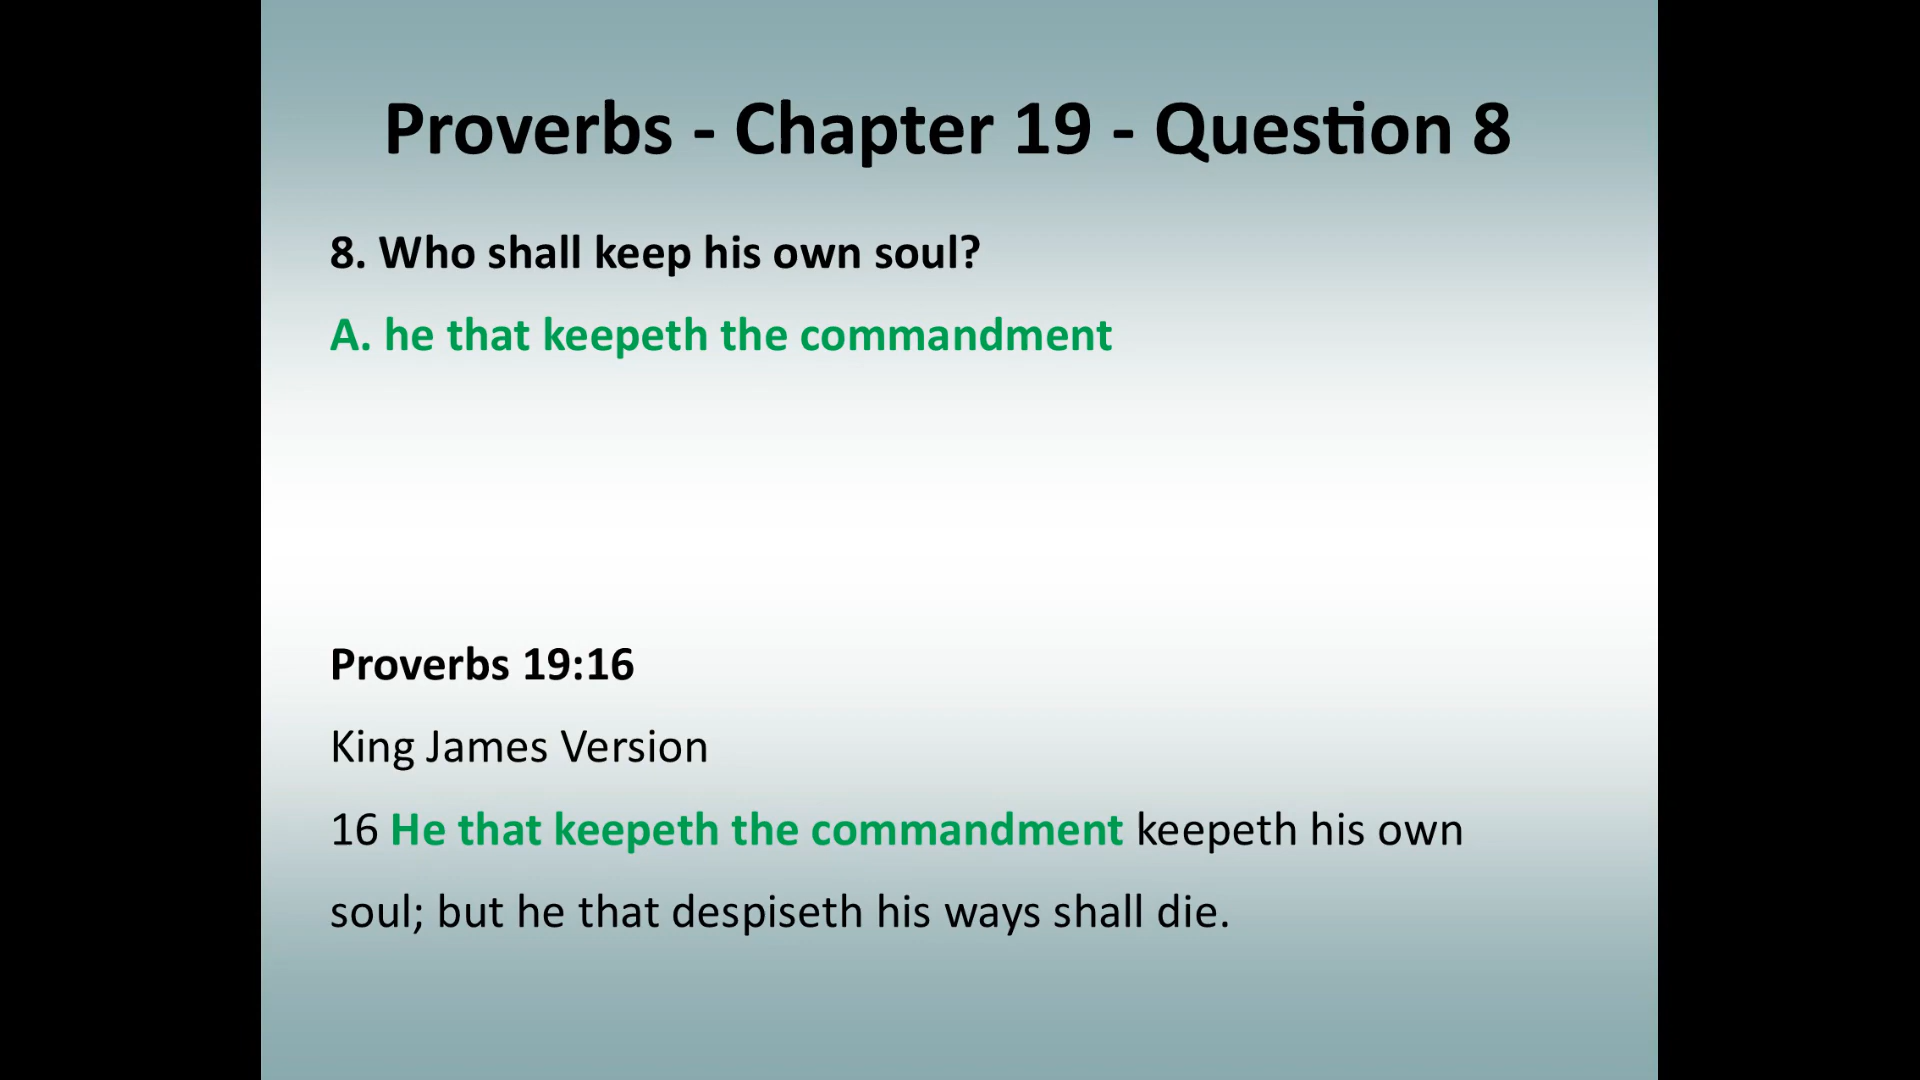 Proverbs - Chapter 19 - Question 8
8. Who shall keep his own soul?
A. he that keepeth the commandment
Proverbs 19:16
King James Version
16 He that keepeth the commandment keepeth his own
soul; but he that despiseth his ways shall die.